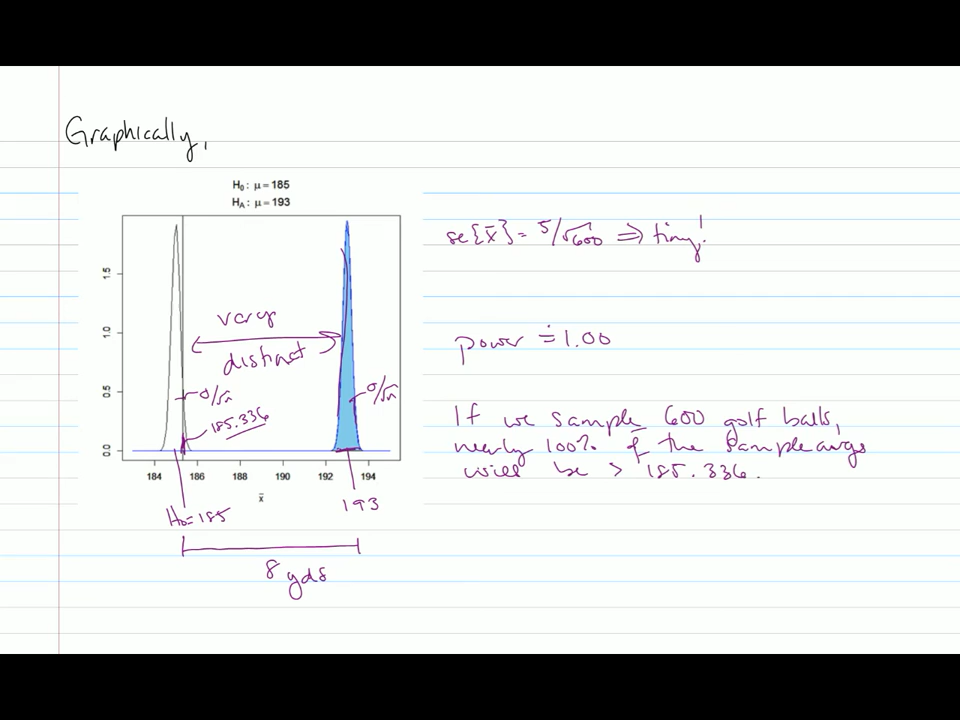 Graphically,
H₀: μ = 185
H_A: μ = 193
se{x̄} = 5/√600 ⇒ tiny!
1.5
1.0
0.5
0.0
very
distinct
σ/√n
σ/√n
185.336
power ≐ 1.00
If we sample 600 golf balls,
nearly 100% of the sample avgs
will be > 185.336.
184 186 188 190 192 194
x̄
H₀=185
193
8 yds